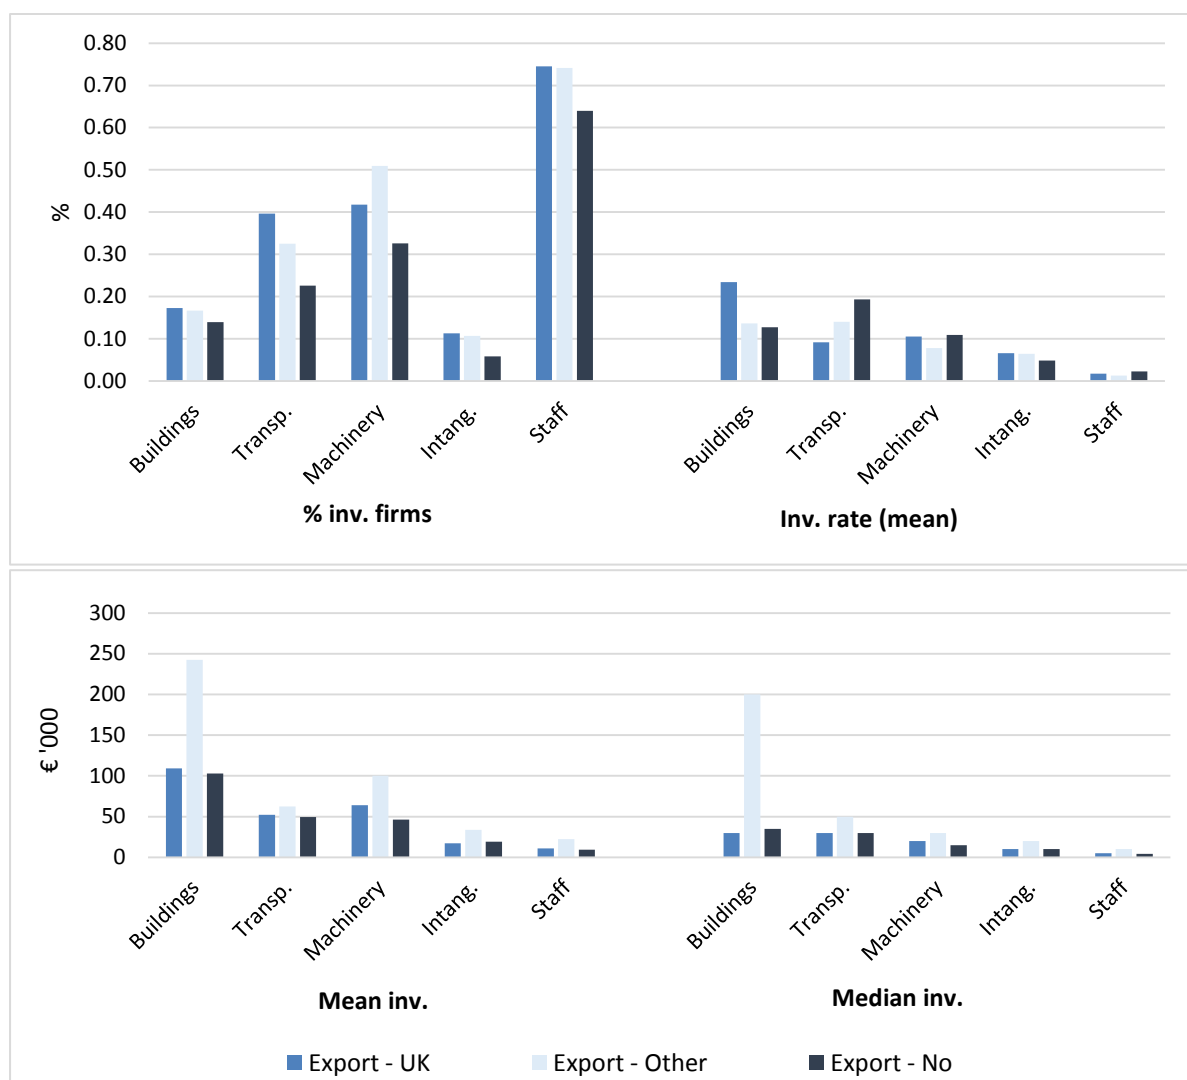 0.80
0.70
0.60
0.50
0.40
0.30
0.20
0.10
0.00
%
Buildings
Transp.
Machinery
Intang.
Staff
Buildings
Transp.
Machinery
Intang.
Staff
% inv. firms
Inv. rate (mean)
300
250
200
150
100
50
0
€ '000
Buildings
Transp.
Machinery
Intang.
Staff
Buildings
Transp.
Machinery
Intang.
Staff
Mean inv.
Median inv.
Export - UK
Export - Other
Export - No